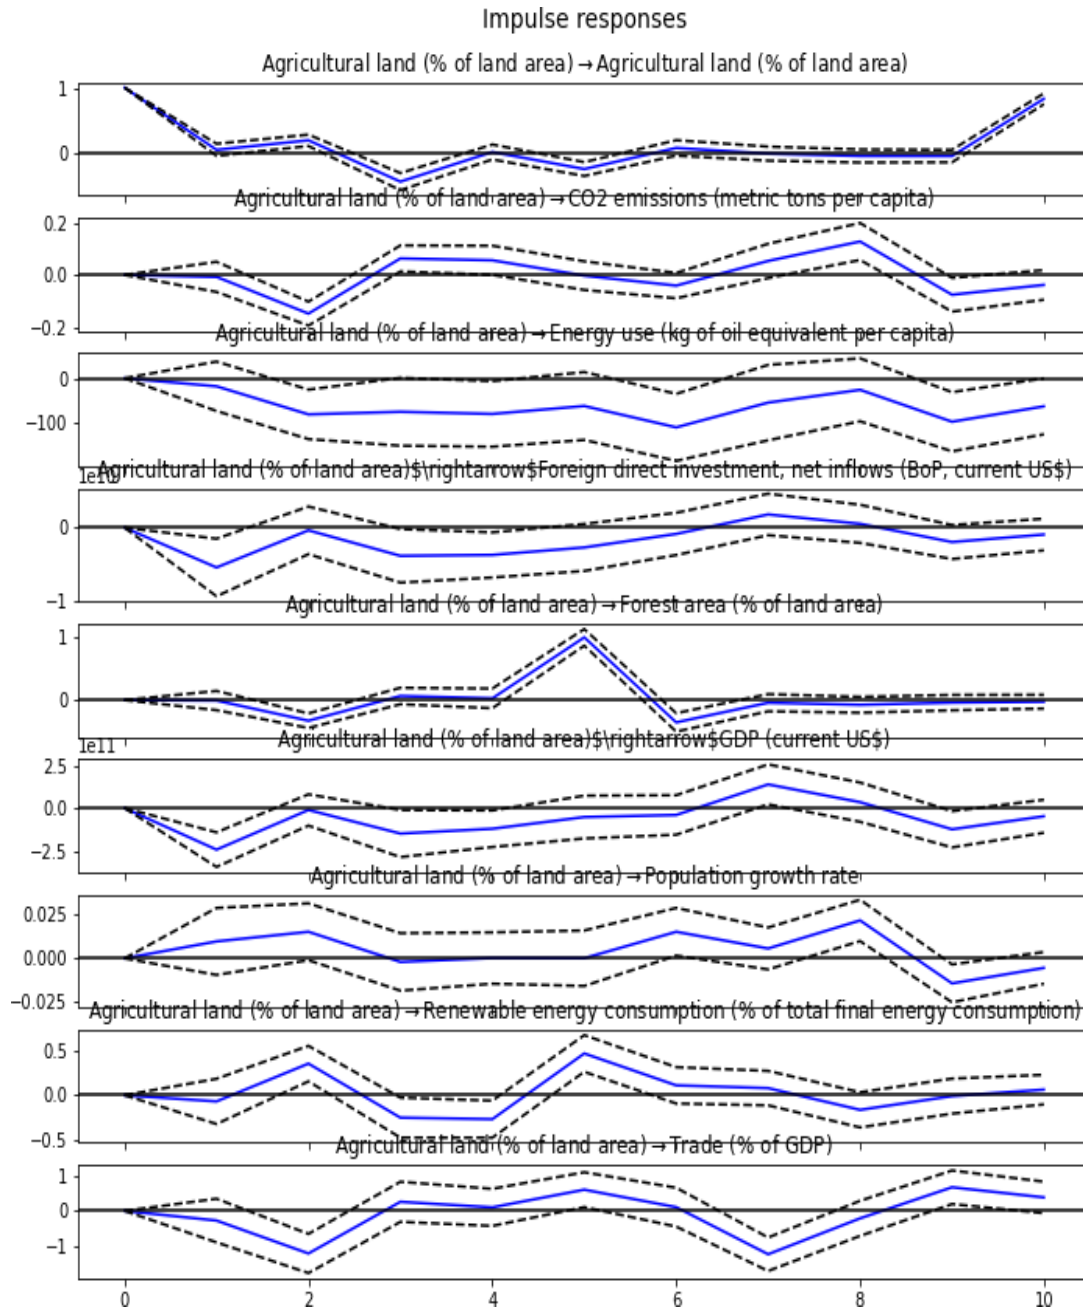 Impulse responses
Agricultural land (% of land area)→Agricultural land (% of land area)
1
0
Agricultural land (% of land area)→CO2 emissions (metric tons per capita)
0.2
0.0
−0.2
Agricultural land (% of land area)→Energy use (kg of oil equivalent per capita)
0
−100
Agricultural land (% of land area)$\rightarrow$Foreign direct investment, net inflows (BoP, current US$)
1e10
0
−1
Agricultural land (% of land area)→Forest area (% of land area)
1
0
Agricultural land (% of land area)$\rightarrow$GDP (current US$)
1e11
2.5
0.0
−2.5
Agricultural land (% of land area)→Population growth rate
0.025
0.000
−0.025
Agricultural land (% of land area)→Renewable energy consumption (% of total final energy consumption)
0.5
0.0
−0.5
Agricultural land (% of land area)→Trade (% of GDP)
1
0
−1
0 2 4 6 8 10